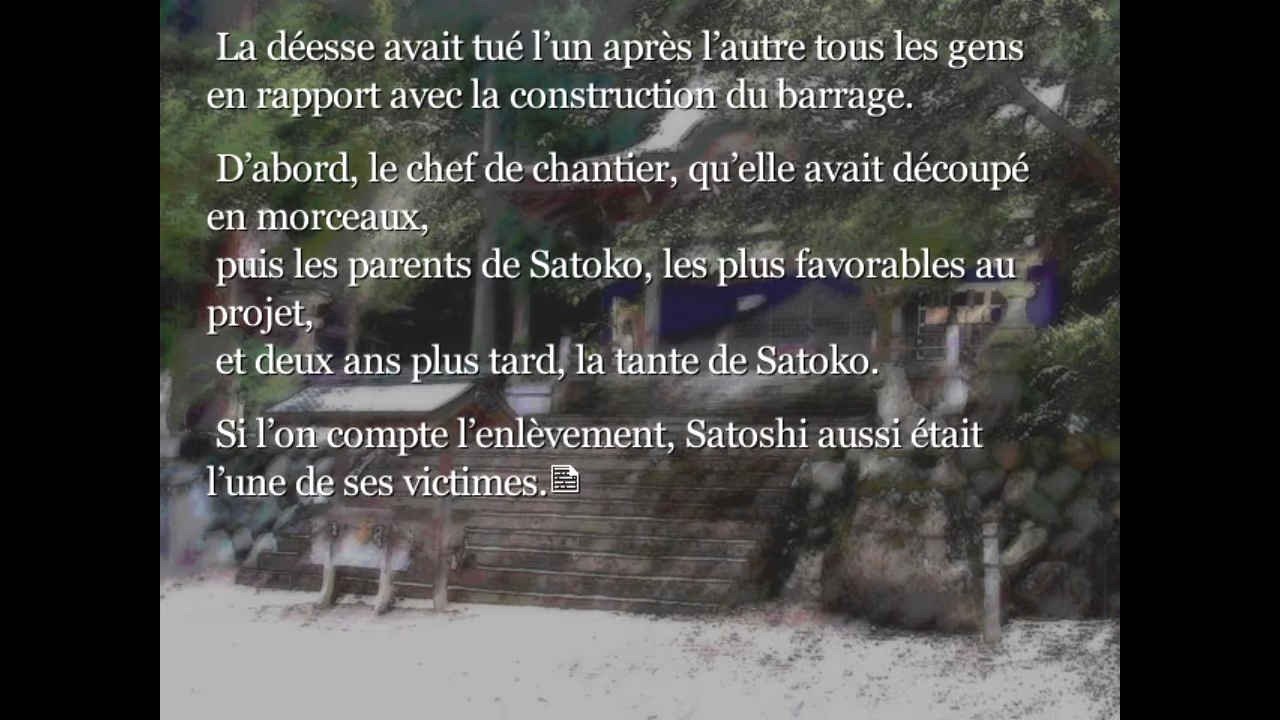 La déesse avait tué l’un après l’autre tous les gens
en rapport avec la construction du barrage.
D’abord, le chef de chantier, qu’elle avait découpé
en morceaux,
puis les parents de Satoko, les plus favorables au
projet,
et deux ans plus tard, la tante de Satoko.
Si l’on compte l’enlèvement, Satoshi aussi était
l’une de ses victimes.